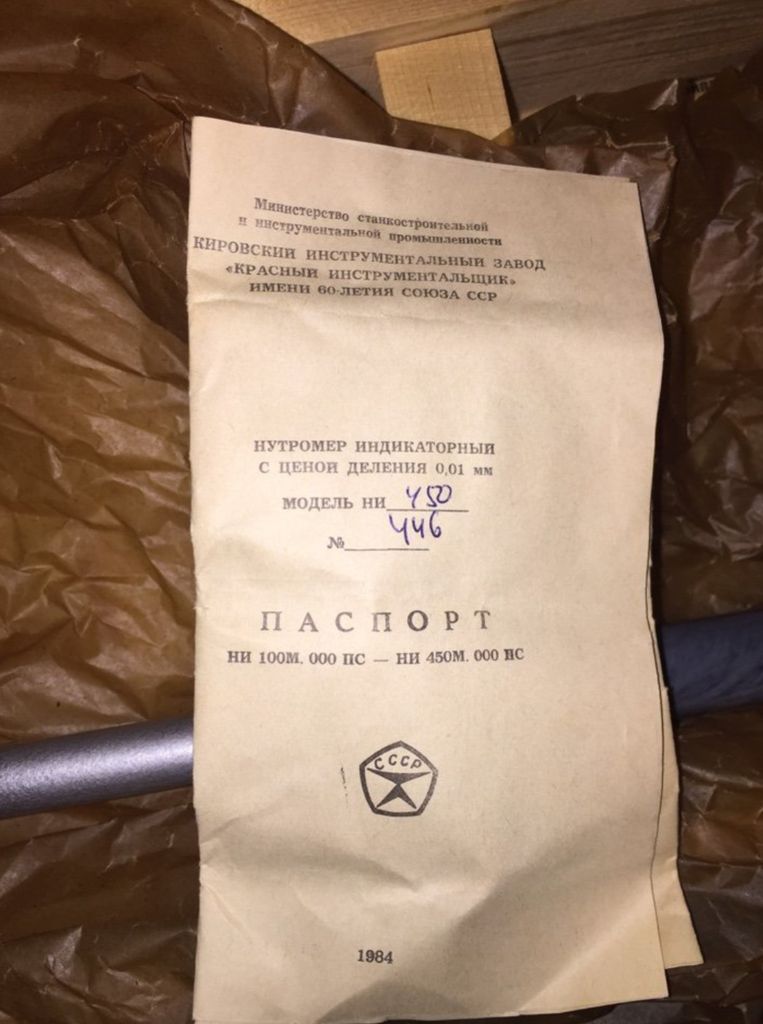 Министерство станкостроительной
и инструментальной промышленности
КИРОВСКИЙ ИНСТРУМЕНТАЛЬНЫЙ ЗАВОД
«КРАСНЫЙ ИНСТРУМЕНТАЛЬЩИК»
ИМЕНИ 60-ЛЕТИЯ СОЮЗА ССР
НУТРОМЕР ИНДИКАТОРНЫЙ
С ЦЕНОЙ ДЕЛЕНИЯ 0,01 мм
МОДЕЛЬ НИ 450
№ 446
ПАСПОРТ
НИ 100М. 000 ПС — НИ 450М. 000 ПС
СССР
1984